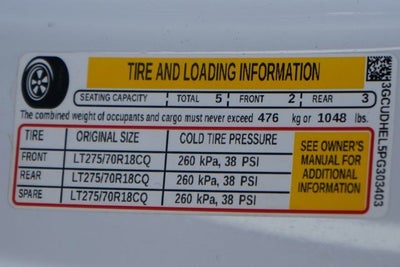 TIRE AND LOADING INFORMATION
SEATING CAPACITY TOTAL 5 FRONT 2 REAR 3
The combined weight of occupants and cargo must never exceed 476 kg or 1048 lbs.
TIRE ORIGINAL SIZE COLD TIRE PRESSURE
FRONT LT275/70R18CQ 260 kPa, 38 PSI
REAR LT275/70R18CQ 260 kPa, 38 PSI
SPARE LT275/70R18CQ 260 kPa, 38 PSI
SEE OWNER'S
MANUAL FOR
ADDITIONAL
INFORMATION
3GCUDHEL5PG303403